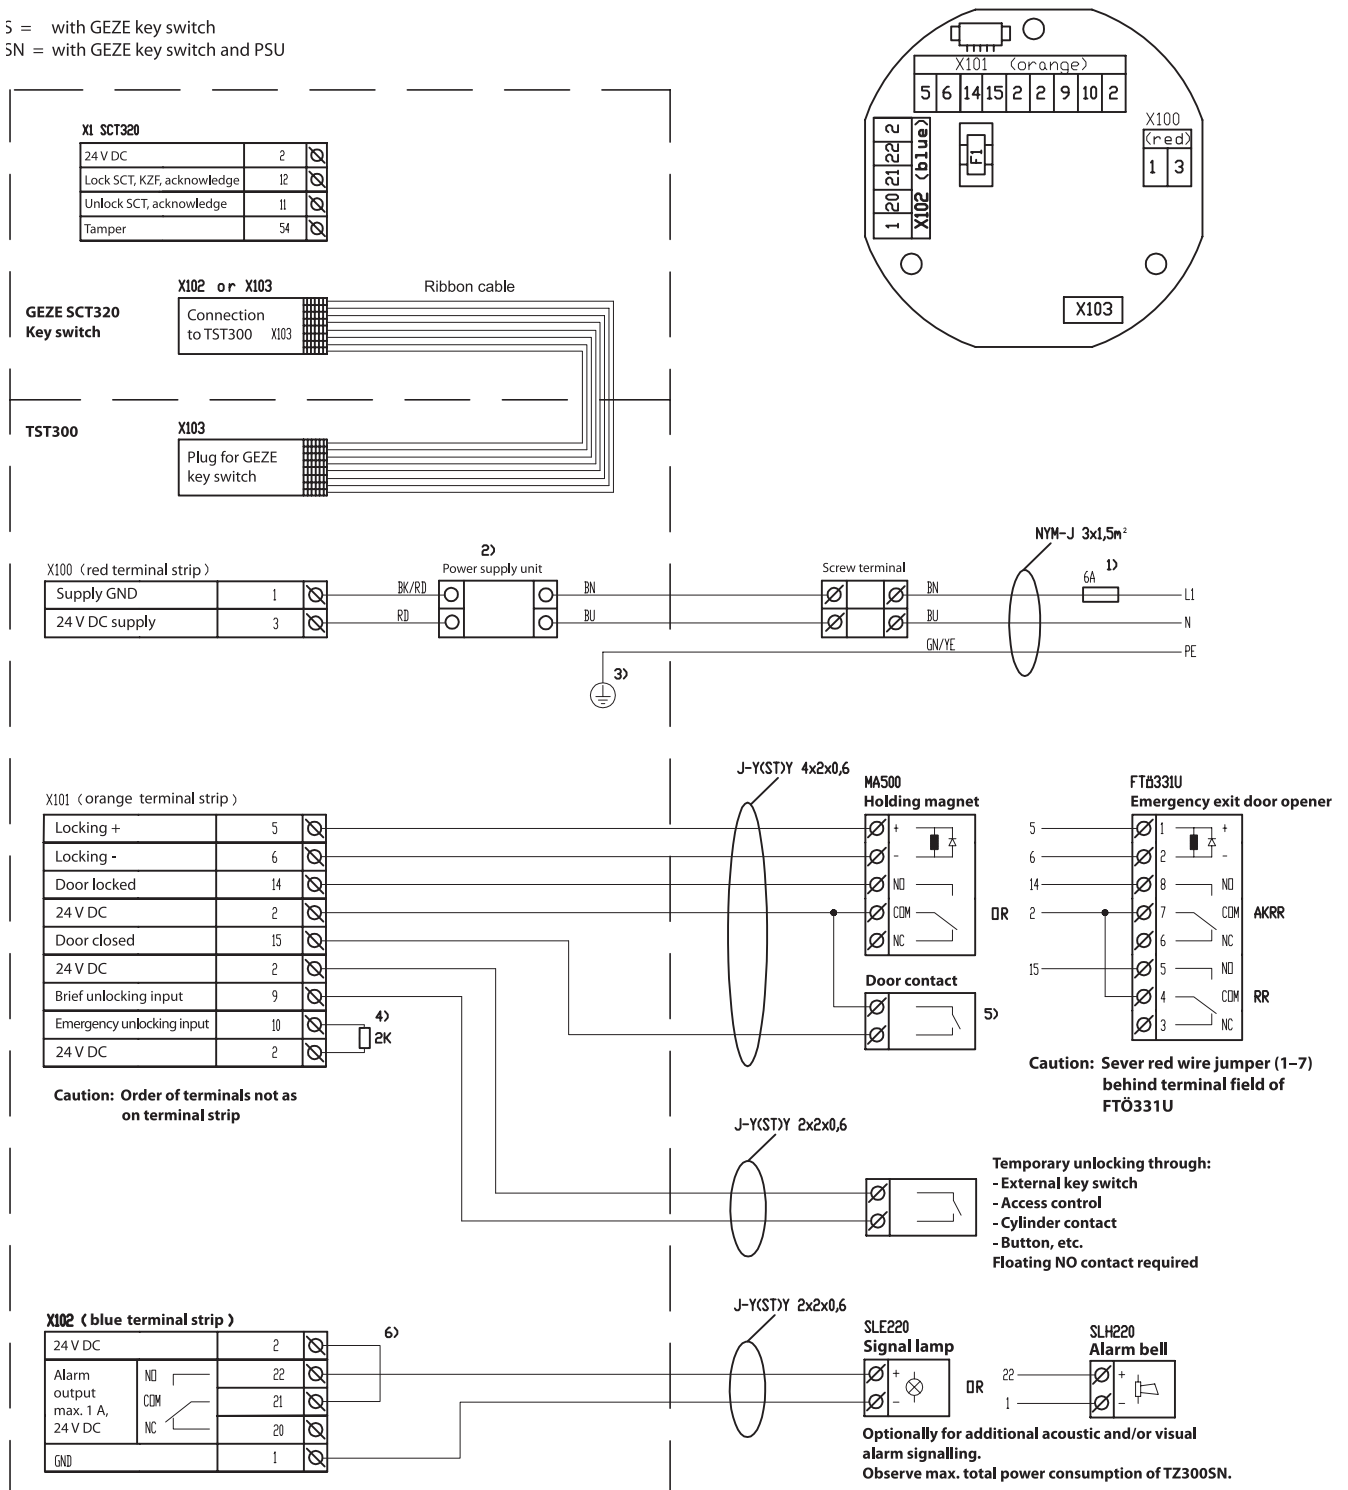 S = with GEZE key switch
SN = with GEZE key switch and PSU
X101 (orange)
5 6 14 15 2 2 9 10 2
X100
(red)
1 3
2 22 21 20 1
X102 (blue)
F1
X103
X1 SCT320
24 V DC 2
Lock SCT, KZF, acknowledge 12
Unlock SCT, acknowledge 11
Tamper 54
GEZE SCT320
Key switch
X102 or X103
Connection
to TST300 X103
Ribbon cable
TST300
X103
Plug for GEZE
key switch
X100 (red terminal strip)
Supply GND 1
24 V DC supply 3
BK/RD
RD
2)
Power supply unit
BN
BU
Screw terminal
BN
BU
GN/YE
NYM-J 3x1,5m²
1)
6A
L1
N
PE
3)
X101 (orange terminal strip)
Locking + 5
Locking - 6
Door locked 14
24 V DC 2
Door closed 15
24 V DC 2
Brief unlocking input 9
Emergency unlocking input 10
24 V DC 2
4)
2K
Caution: Order of terminals not as
on terminal strip
J-Y(ST)Y 4x2x0,6
MA500
Holding magnet
+
-
NO
COM
NC
OR
Door contact
5)
FTÖ331U
Emergency exit door opener
5 1 +
6 2 -
14 8 NO
2 7 COM AKRR
6 NC
15 5 NO
4 COM RR
3 NC
Caution: Sever red wire jumper (1–7)
behind terminal field of
FTÖ331U
J-Y(ST)Y 2x2x0,6
Temporary unlocking through:
- External key switch
- Access control
- Cylinder contact
- Button, etc.
Floating NO contact required
X102 (blue terminal strip)
24 V DC 2
Alarm
output
max. 1 A,
24 V DC
NO 22
COM 21
NC 20
GND 1
6)
J-Y(ST)Y 2x2x0,6
SLE220
Signal lamp
+
-
OR
22
1
SLH220
Alarm bell
+
-
Optionally for additional acoustic and/or visual
alarm signalling.
Observe max. total power consumption of TZ300SN.